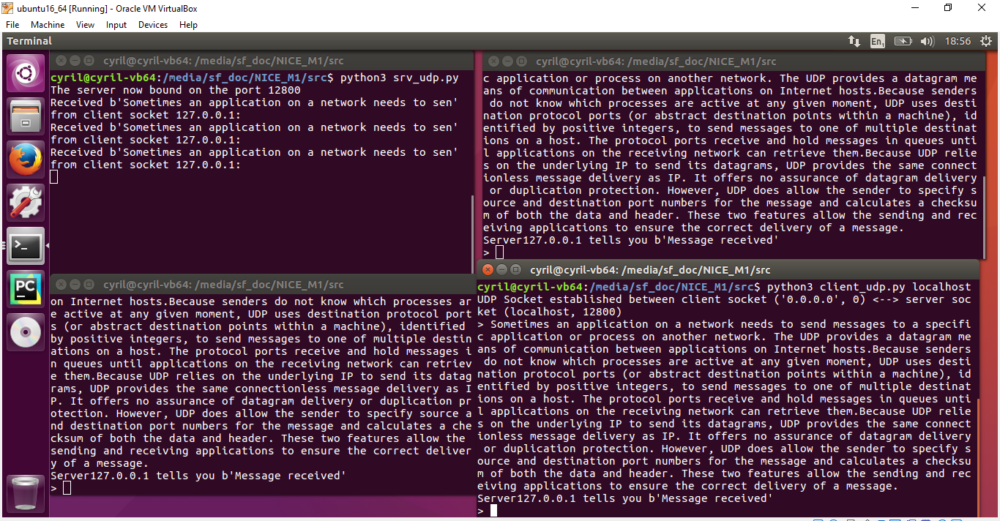 ubuntu16_64 [Running] - Oracle VM VirtualBox
File Machine View Input Devices Help
Terminal
En1
18:56
cyril@cyril-vb64: /media/sf_doc/NICE_M1/src
cyril@cyril-vb64:/media/sf_doc/NICE_M1/src$ python3 srv_udp.py
The server now bound on the port 12800
Received b'Sometimes an application on a network needs to sen'
from client socket 127.0.0.1:
Received b'Sometimes an application on a network needs to sen'
from client socket 127.0.0.1:
Received b'Sometimes an application on a network needs to sen'
from client socket 127.0.0.1:
cyril@cyril-vb64: /media/sf_doc/NICE_M1/src
c application or process on another network. The UDP provides a datagram me
ans of communication between applications on Internet hosts.Because senders
 do not know which processes are active at any given moment, UDP uses desti
nation protocol ports (or abstract destination points within a machine), id
entified by positive integers, to send messages to one of multiple destinat
ions on a host. The protocol ports receive and hold messages in queues unti
l applications on the receiving network can retrieve them.Because UDP relie
s on the underlying IP to send its datagrams, UDP provides the same connect
ionless message delivery as IP. It offers no assurance of datagram delivery
 or duplication protection. However, UDP does allow the sender to specify s
ource and destination port numbers for the message and calculates a checksu
m of both the data and header. These two features allow the sending and rec
eiving applications to ensure the correct delivery of a message.
Server127.0.0.1 tells you b'Message received'
>
cyril@cyril-vb64: /media/sf_doc/NICE_M1/src
on Internet hosts.Because senders do not know which processes ar
e active at any given moment, UDP uses destination protocol port
s (or abstract destination points within a machine), identified
by positive integers, to send messages to one of multiple destin
ations on a host. The protocol ports receive and hold messages i
n queues until applications on the receiving network can retriev
e them.Because UDP relies on the underlying IP to send its datag
rams, UDP provides the same connectionless message delivery as I
P. It offers no assurance of datagram delivery or duplication pr
otection. However, UDP does allow the sender to specify source a
nd destination port numbers for the message and calculates a che
cksum of both the data and header. These two features allow the
sending and receiving applications to ensure the correct deliver
y of a message.
Server127.0.0.1 tells you b'Message received'
>
cyril@cyril-vb64: /media/sf_doc/NICE_M1/src
cyril@cyril-vb64:/media/sf_doc/NICE_M1/src$ python3 client_udp.py localhost
UDP Socket established between client socket ('0.0.0.0', 0) <--> server soc
ket (localhost, 12800)
> Sometimes an application on a network needs to send messages to a specifi
c application or process on another network. The UDP provides a datagram me
ans of communication between applications on Internet hosts.Because senders
 do not know which processes are active at any given moment, UDP uses desti
nation protocol ports (or abstract destination points within a machine), id
entified by positive integers, to send messages to one of multiple destinat
ions on a host. The protocol ports receive and hold messages in queues unti
l applications on the receiving network can retrieve them.Because UDP relie
s on the underlying IP to send its datagrams, UDP provides the same connect
ionless message delivery as IP. It offers no assurance of datagram delivery
 or duplication protection. However, UDP does allow the sender to specify s
ource and destination port numbers for the message and calculates a checksu
m of both the data and header. These two features allow the sending and rec
eiving applications to ensure the correct delivery of a message.
Server127.0.0.1 tells you b'Message received'
>
PC